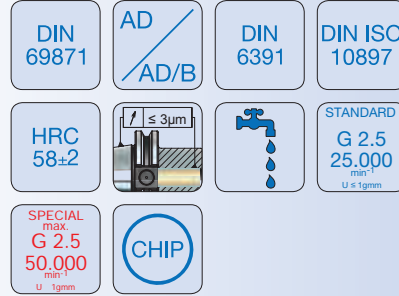 DIN
69871
AD
AD/B
DIN
6391
DIN ISO
10897
HRC
58±2
≤ 3µm
STANDARD
G 2.5
25.000
min⁻¹
U ≤ 1gmm
SPECIAL
max.
G 2.5
50.000
min⁻¹
U 1gmm
CHIP